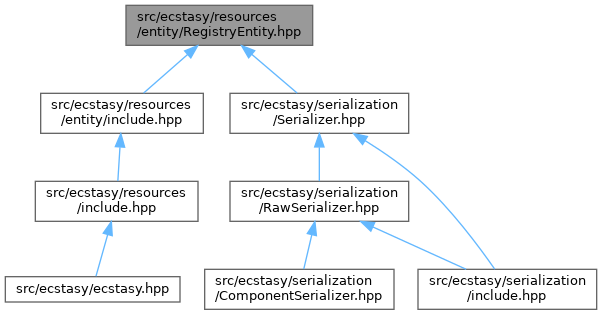 src/ecstasy/resources
/entity/RegistryEntity.hpp
src/ecstasy/resources
/entity/include.hpp
src/ecstasy/serialization
/Serializer.hpp
src/ecstasy/resources
/include.hpp
src/ecstasy/serialization
/RawSerializer.hpp
src/ecstasy/ecstasy.hpp
src/ecstasy/serialization
/ComponentSerializer.hpp
src/ecstasy/serialization
/include.hpp